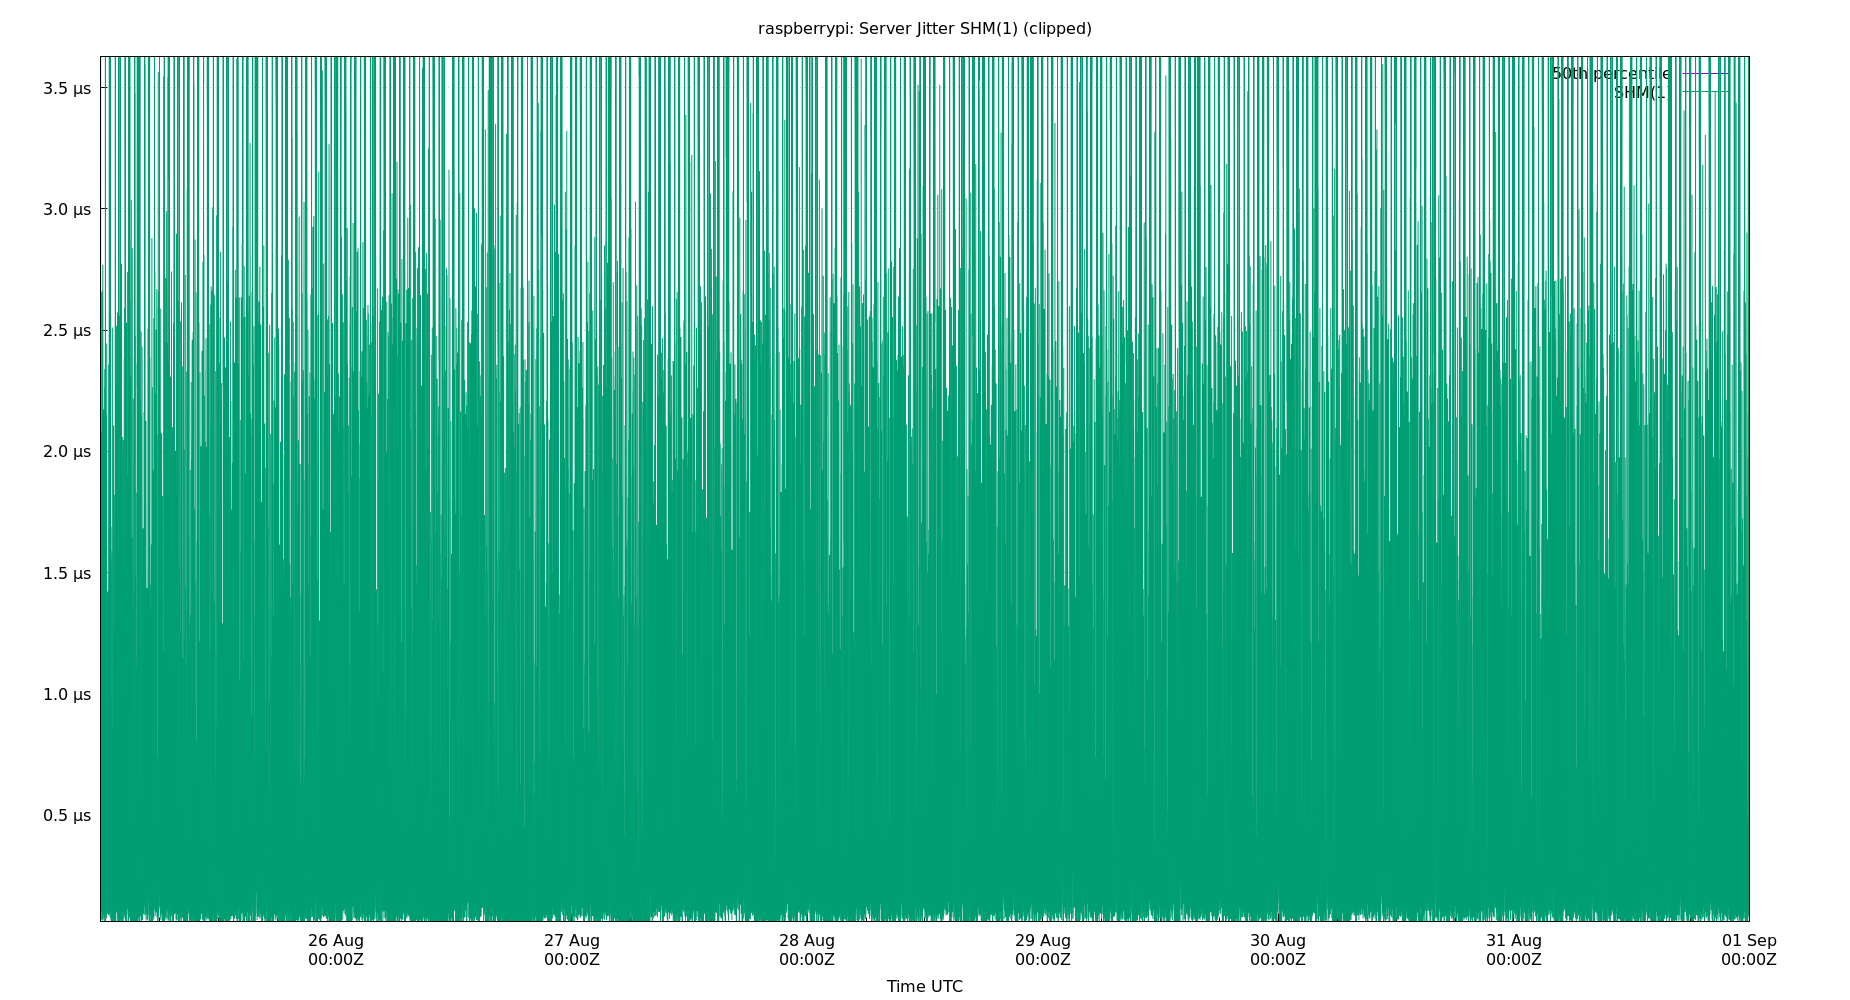 raspberrypi: Server Jitter SHM(1) (clipped)
50th percentile
SHM(1)
3.5 µs
3.0 µs
2.5 µs
2.0 µs
1.5 µs
1.0 µs
0.5 µs
26 Aug
00:00Z
27 Aug
00:00Z
28 Aug
00:00Z
29 Aug
00:00Z
30 Aug
00:00Z
31 Aug
00:00Z
01 Sep
00:00Z
Time UTC